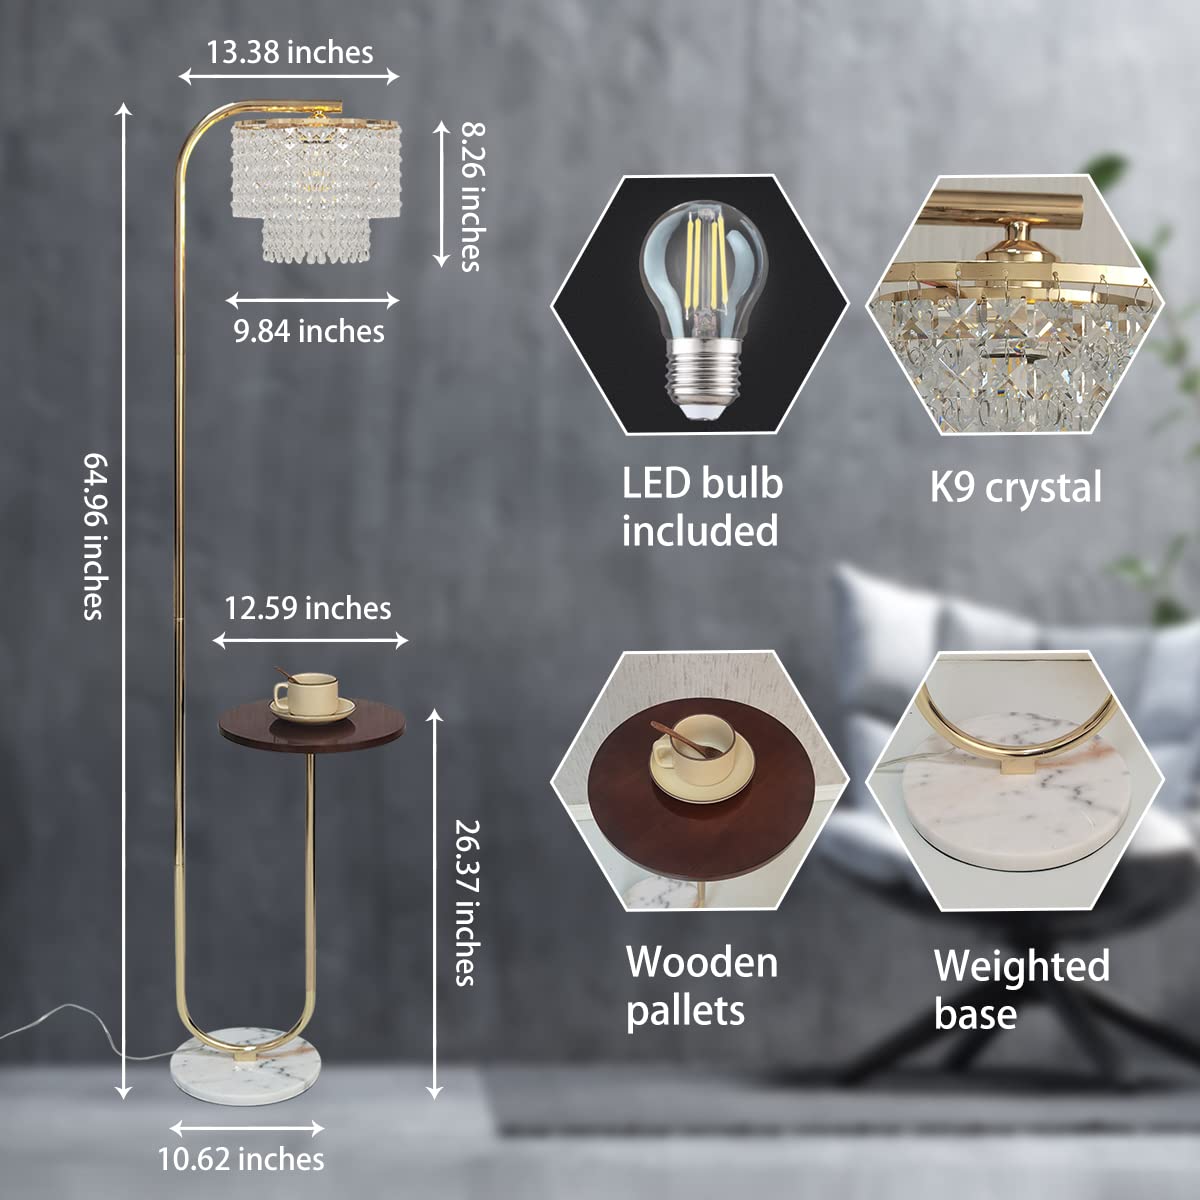 13.38 inches
8.26 inches
9.84 inches
64.96 inches
12.59 inches
26.37 inches
10.62 inches
LED bulb
included
K9 crystal
Wooden
pallets
Weighted
base